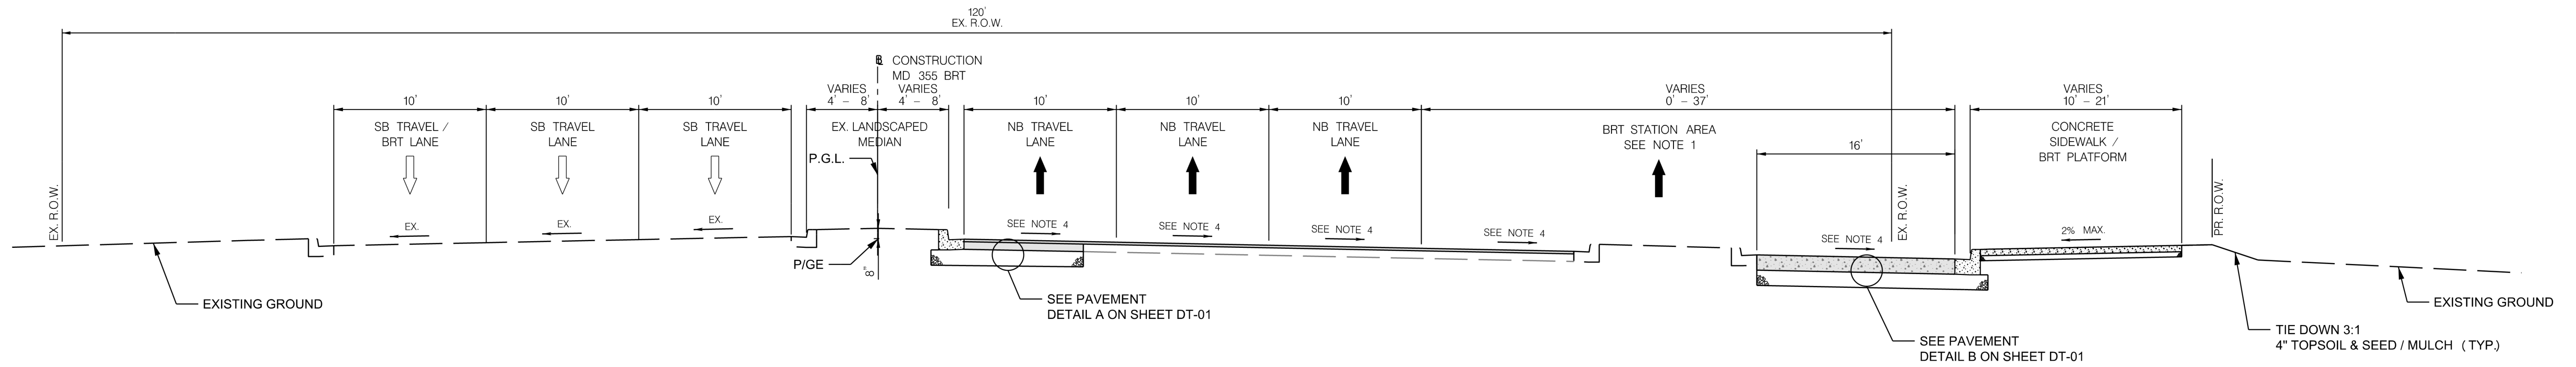 120'
EX. R.O.W.
℄ CONSTRUCTION
MD 355 BRT
VARIES
4' - 8'
VARIES
4' - 8'
10'
10'
10'
10'
10'
10'
VARIES
0' - 37'
VARIES
10' - 21'
SB TRAVEL /
BRT LANE
SB TRAVEL
LANE
SB TRAVEL
LANE
EX. LANDSCAPED
MEDIAN
NB TRAVEL
LANE
NB TRAVEL
LANE
NB TRAVEL
LANE
BRT STATION AREA
SEE NOTE 1
16'
CONCRETE
SIDEWALK /
BRT PLATFORM
P.G.L.
EX. R.O.W.
EX.
EX.
EX.
SEE NOTE 4
SEE NOTE 4
SEE NOTE 4
SEE NOTE 4
SEE NOTE 4
EX. R.O.W.
2% MAX.
PR. R.O.W.
P/GE
8"
EXISTING GROUND
SEE PAVEMENT
DETAIL A ON SHEET DT-01
SEE PAVEMENT
DETAIL B ON SHEET DT-01
EXISTING GROUND
TIE DOWN 3:1
4" TOPSOIL & SEED / MULCH ( TYP.)